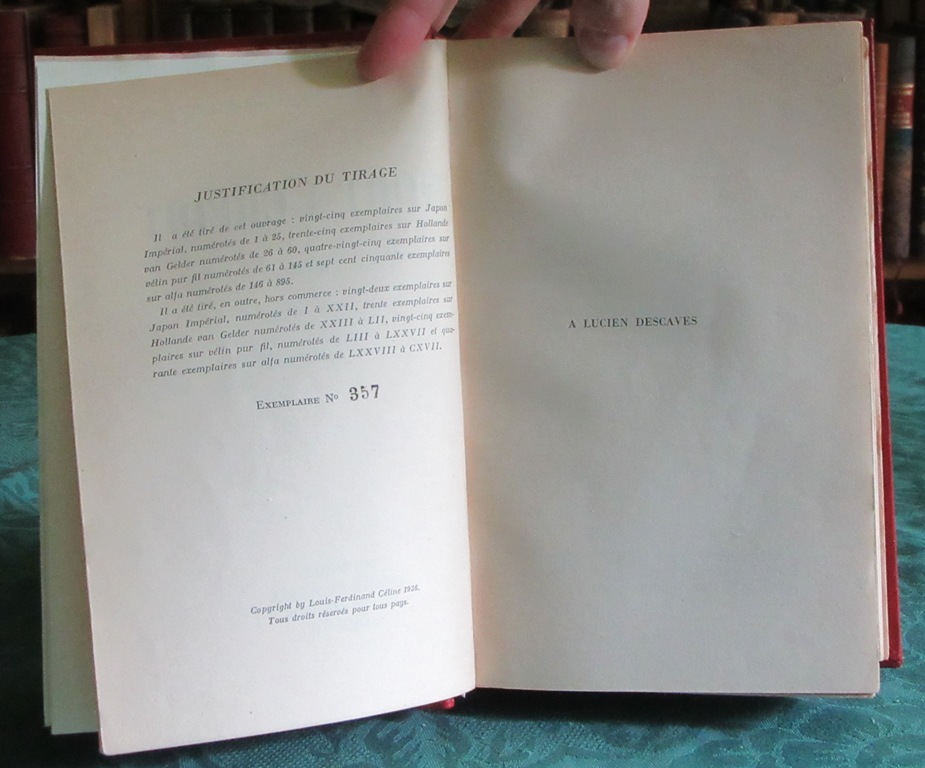 JUSTIFICATION DU TIRAGE
Il a été tiré de cet ouvrage : vingt-cinq exemplaires sur Japon
Impérial, numérotés de 1 à 25, trente-cinq exemplaires sur Hollande
van Gelder numérotés de 26 à 60, quatre-vingt-cinq exemplaires sur
vélin pur fil numérotés de 61 à 145 et sept cent cinquante exemplaires
sur alfa numérotés de 146 à 895.
Il a été tiré, en outre, hors commerce : vingt-deux exemplaires sur
Japon Impérial, numérotés de I à XXII, trente exemplaires sur
Hollande van Gelder numérotés de XXIII à LII, vingt-cinq exem-
plaires sur vélin pur fil, numérotés de LIII à LXXVII et qua-
rante exemplaires sur alfa numérotés de LXXVIII à CXVII.
EXEMPLAIRE No 357
Copyright by Louis-Ferdinand Céline 1936.
Tous droits réservés pour tous pays.
A LUCIEN DESCAVES